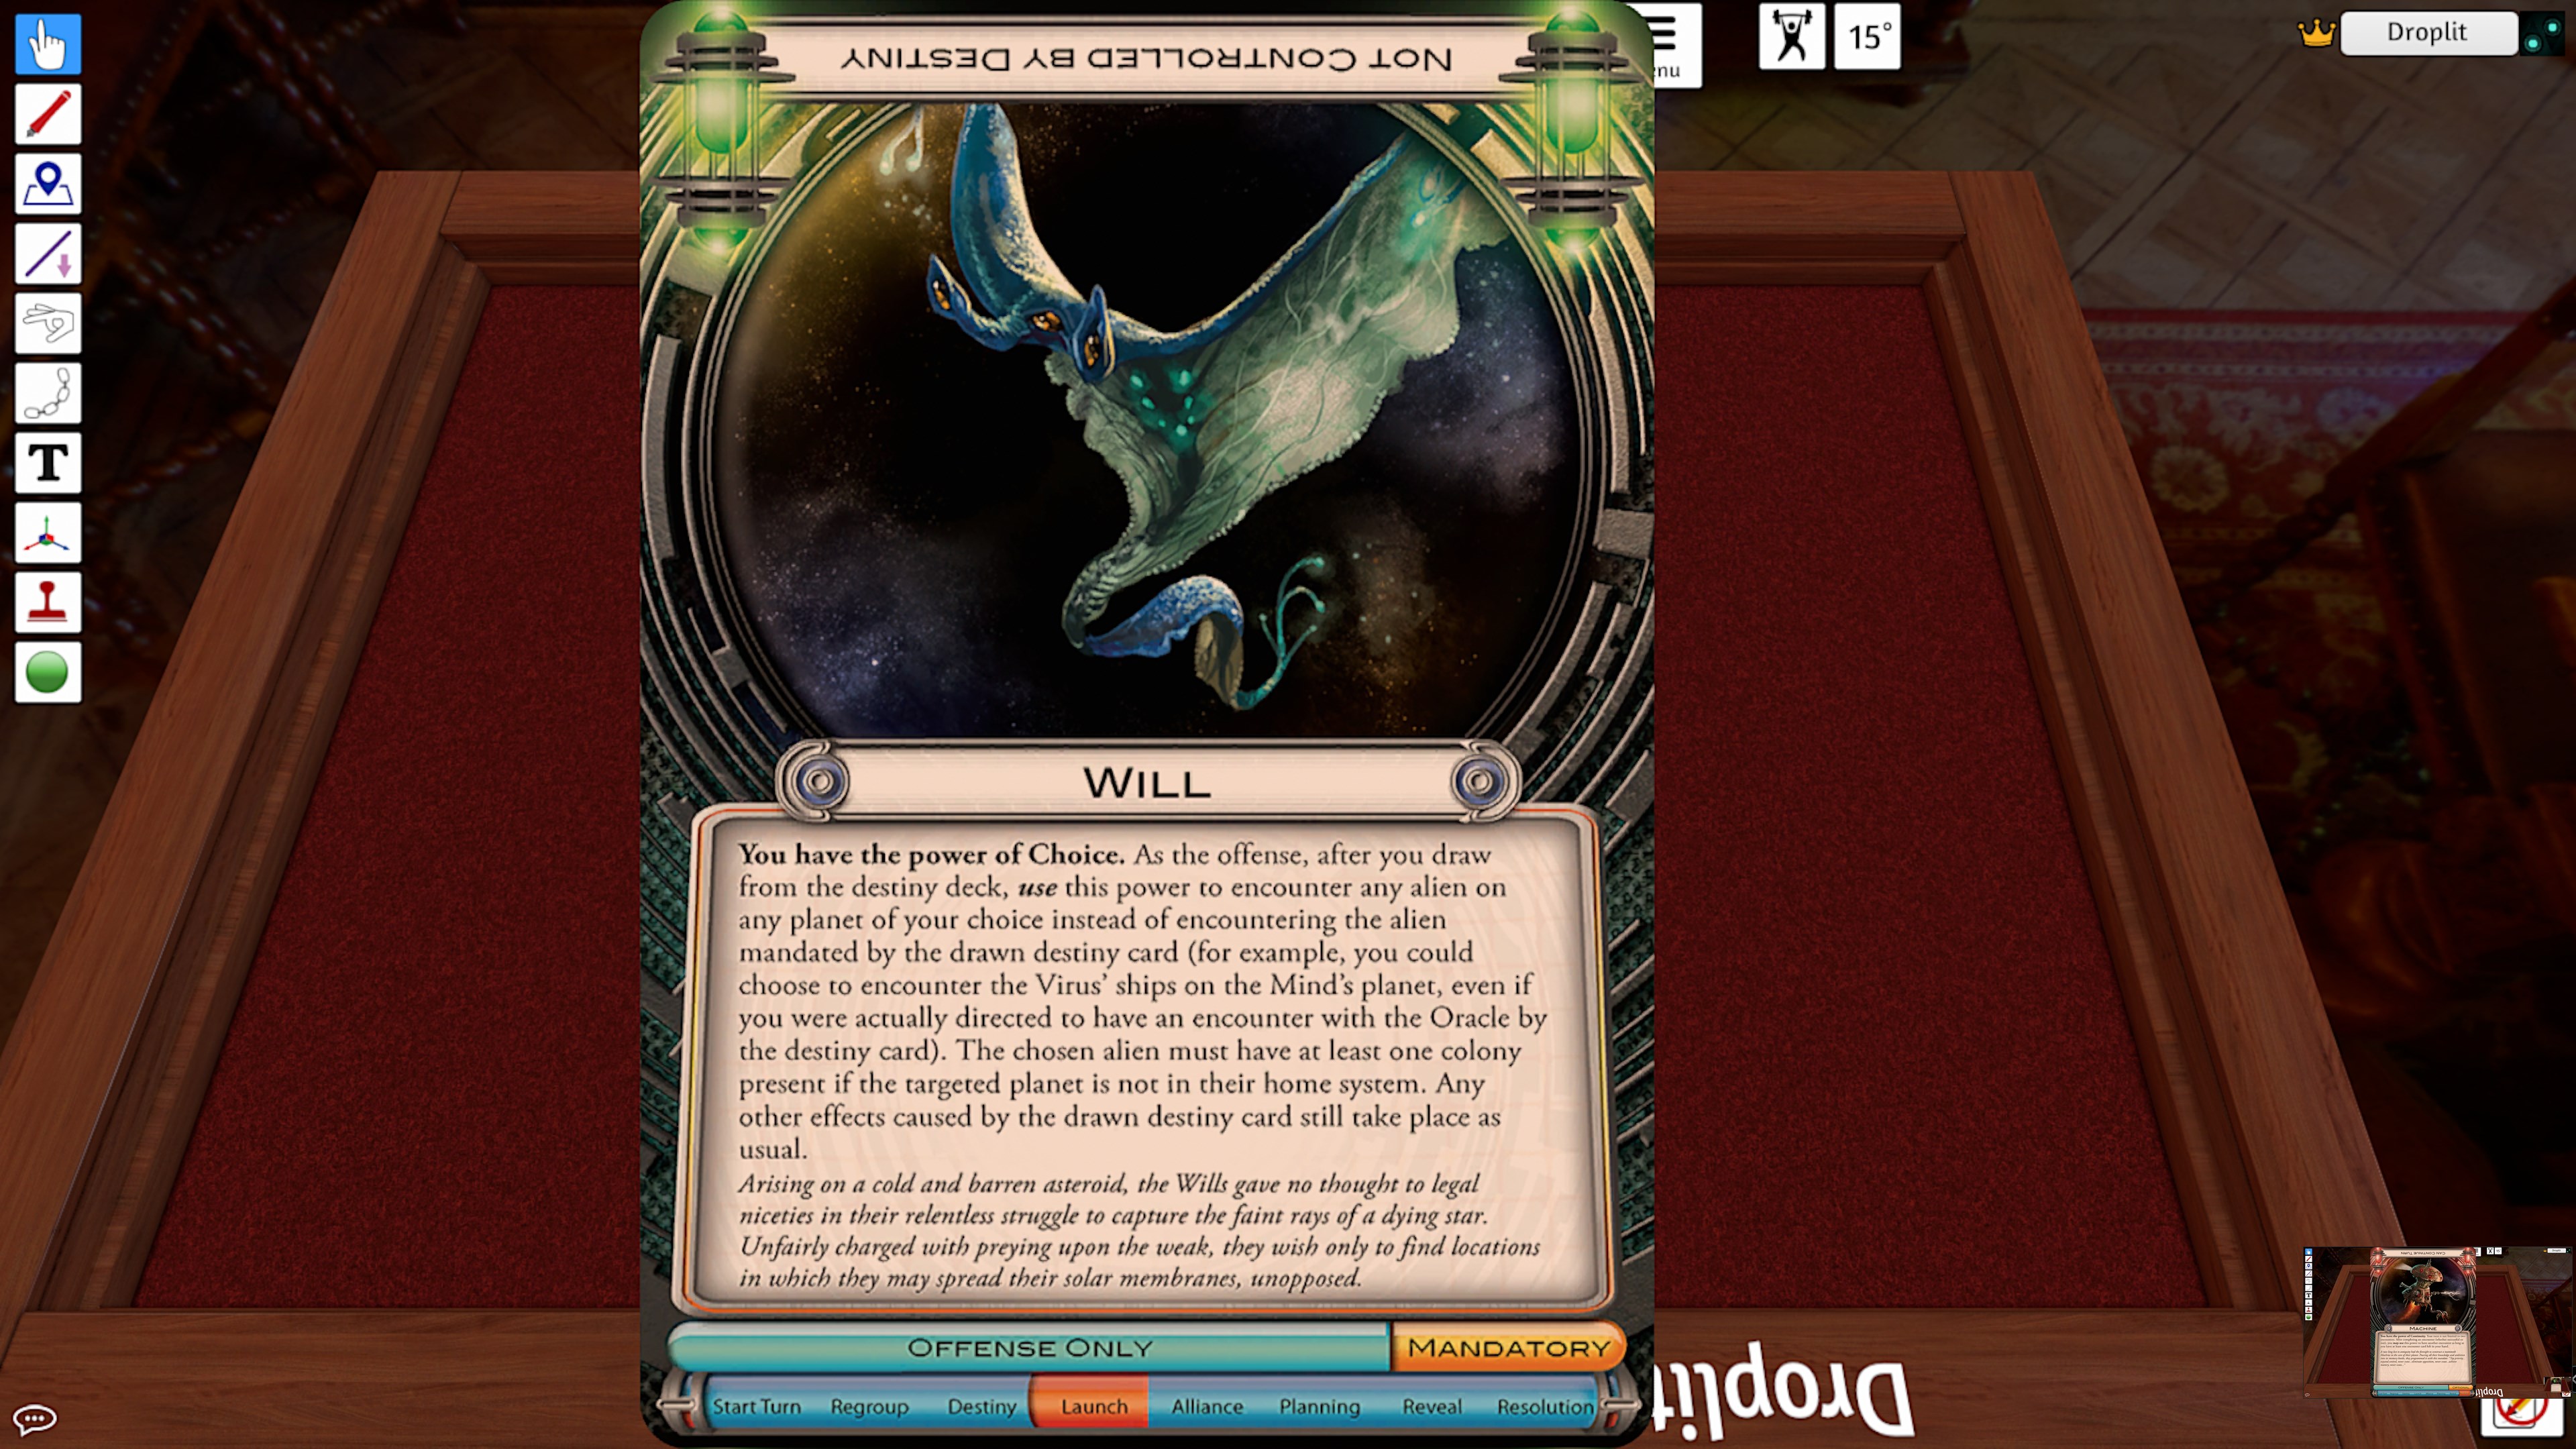 NOT CONTROLLED BY DESTINY
nu
15°
Droplit
T
WILL
You have the power of Choice. As the offense, after you draw
from the destiny deck, use this power to encounter any alien on
any planet of your choice instead of encountering the alien
mandated by the drawn destiny card (for example, you could
choose to encounter the Virus’ ships on the Mind’s planet, even if
you were actually directed to have an encounter with the Oracle by
the destiny card). The chosen alien must have at least one colony
present if the targeted planet is not in their home system. Any
other effects caused by the drawn destiny card still take place as
usual.
Arising on a cold and barren asteroid, the Wills gave no thought to legal
niceties in their relentless struggle to capture the faint rays of a dying star.
Unfairly charged with preying upon the weak, they wish only to find locations
in which they may spread their solar membranes, unopposed.
OFFENSE ONLY
MANDATORY
Start Turn Regroup Destiny Launch Alliance Planning Reveal Resolution
Droplit
MACHINE